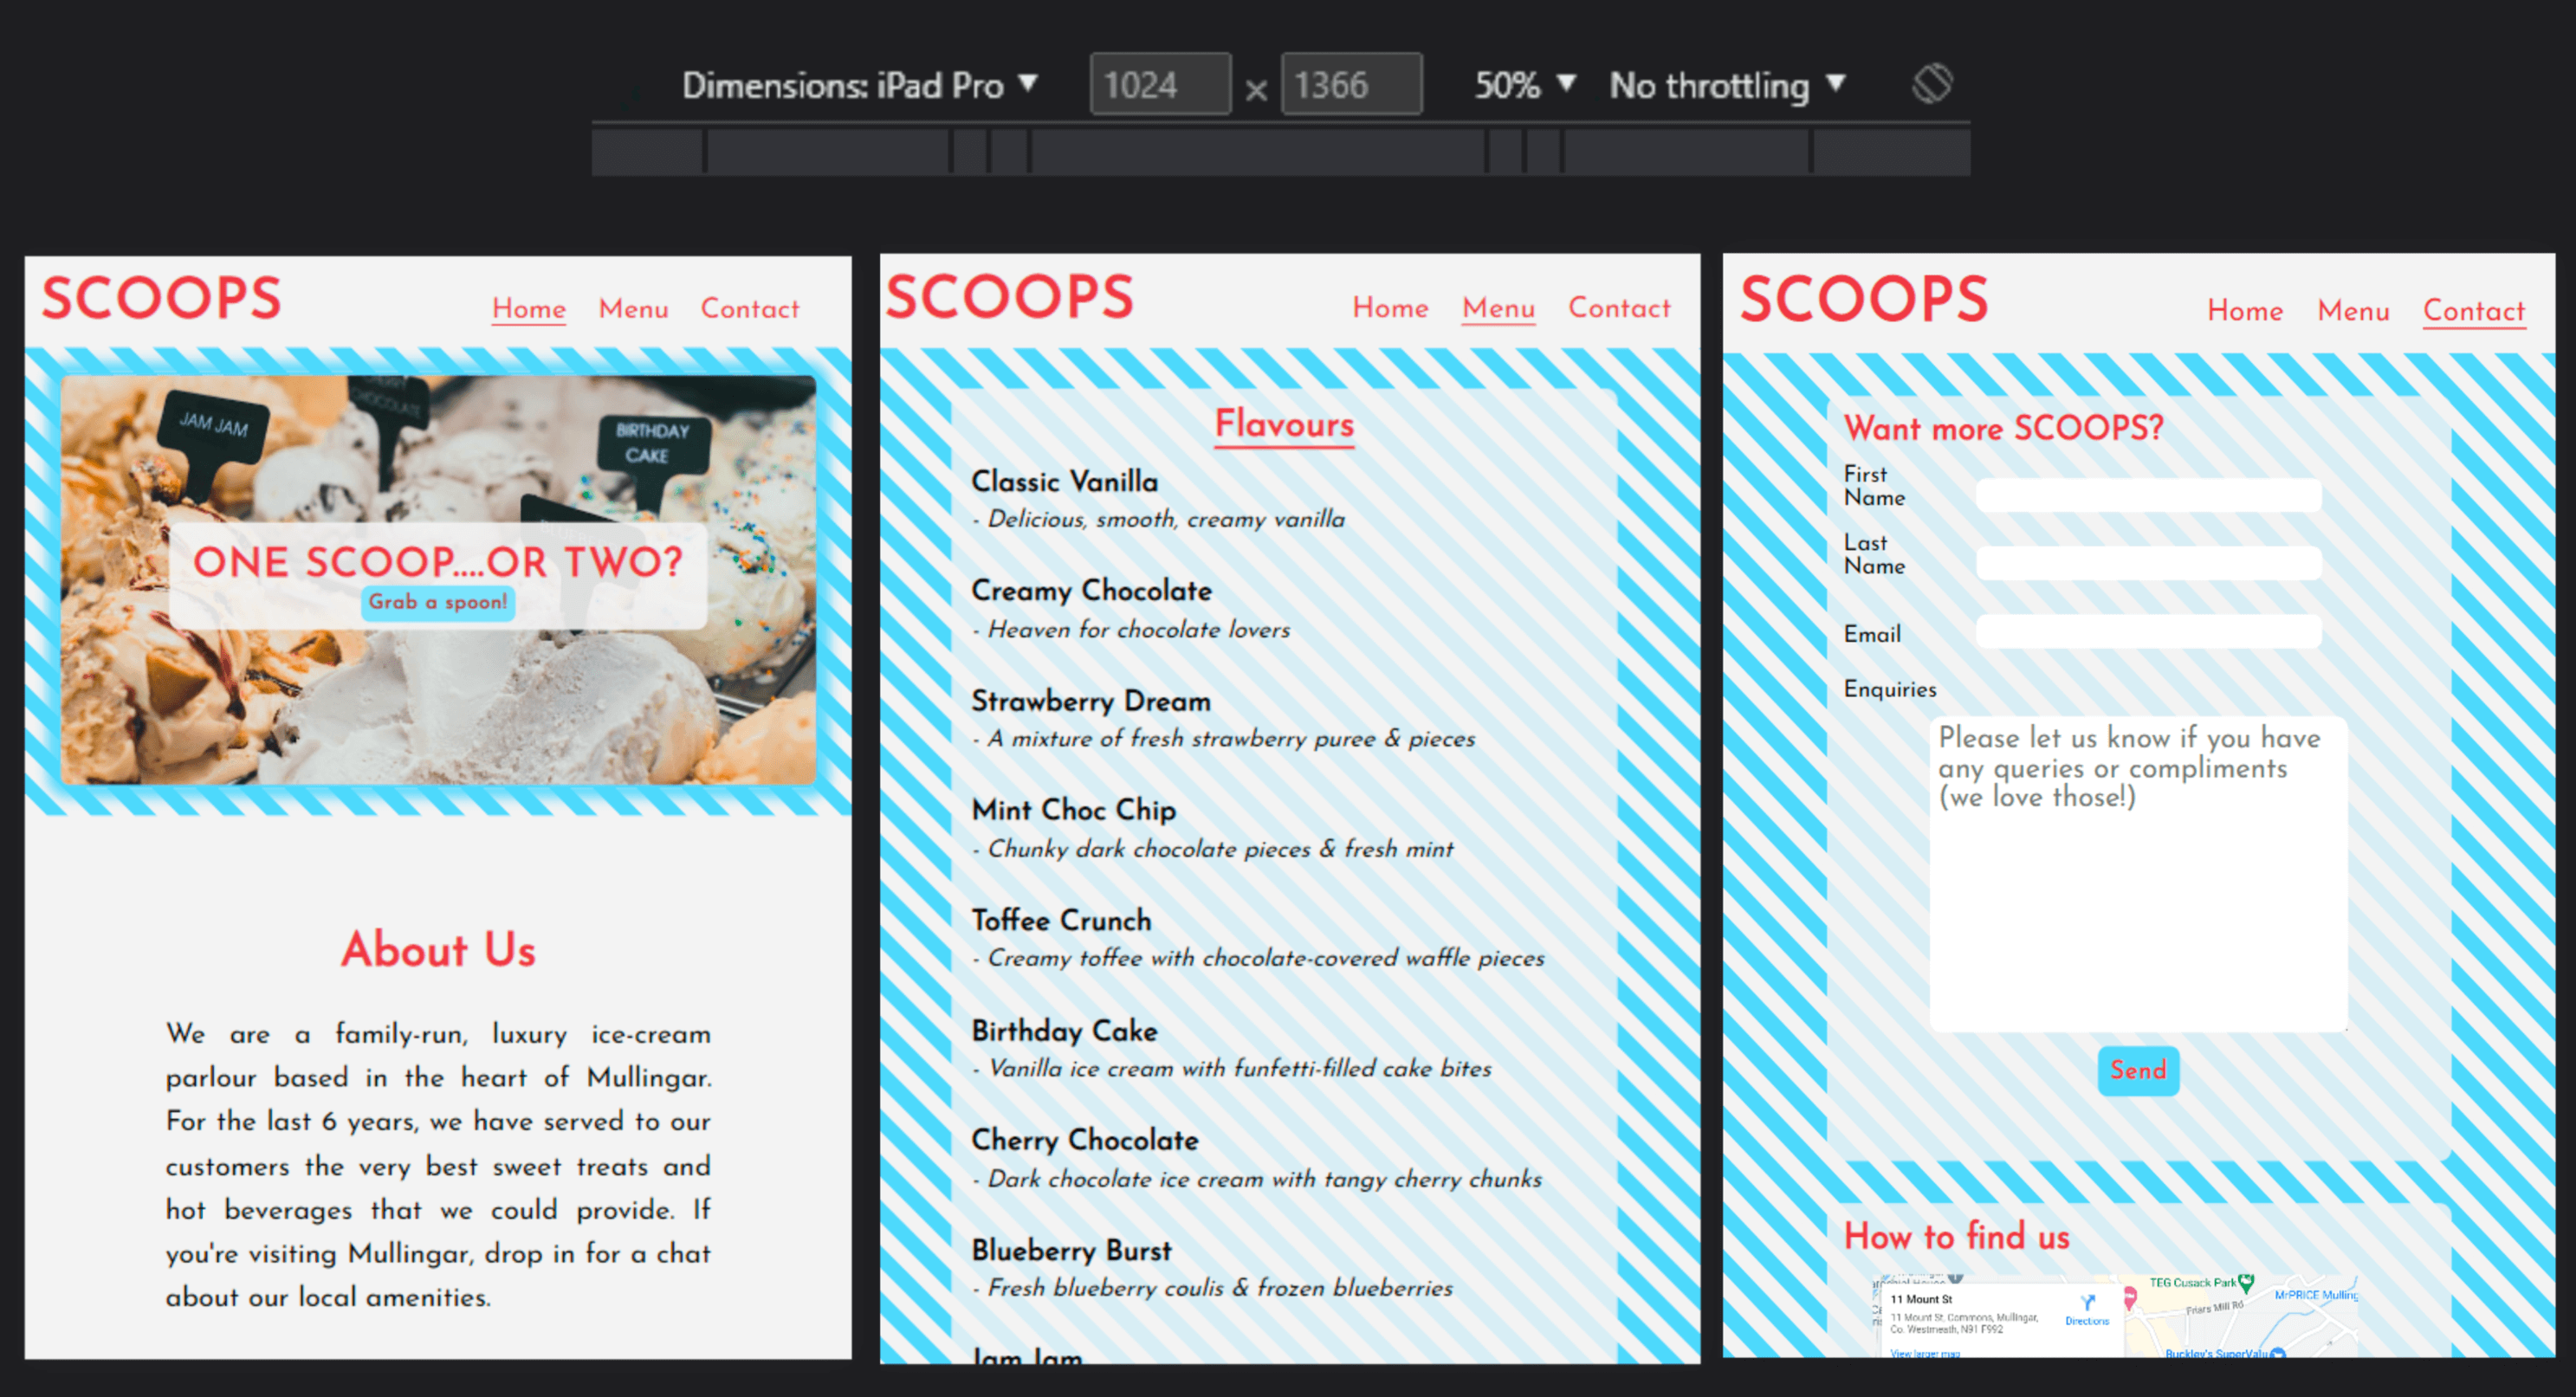 Dimensions: iPad Pro ▼ 1024 × 1366 50% ▼ No throttling ▼
SCOOPS
Home Menu Contact
JAM JAM
CHERRY
CHOCOLATE
BIRTHDAY
CAKE
ONE SCOOP....OR TWO?
Grab a spoon!
About Us
We are a family-run, luxury ice-cream
parlour based in the heart of Mullingar.
For the last 6 years, we have served to our
customers the very best sweet treats and
hot beverages that we could provide. If
you're visiting Mullingar, drop in for a chat
about our local amenities.
SCOOPS
Home Menu Contact
Flavours
Classic Vanilla
- Delicious, smooth, creamy vanilla
Creamy Chocolate
- Heaven for chocolate lovers
Strawberry Dream
- A mixture of fresh strawberry puree & pieces
Mint Choc Chip
- Chunky dark chocolate pieces & fresh mint
Toffee Crunch
- Creamy toffee with chocolate-covered waffle pieces
Birthday Cake
- Vanilla ice cream with funfetti-filled cake bites
Cherry Chocolate
- Dark chocolate ice cream with tangy cherry chunks
Blueberry Burst
- Fresh blueberry coulis & frozen blueberries
Jam Jam
SCOOPS
Home Menu Contact
Want more SCOOPS?
First
Name
Last
Name
Email
Enquiries
Please let us know if you have
any queries or compliments
(we love those!)
Send
How to find us
TEG Cusack Park
11 Mount St
11 Mount St, Commons, Mullingar,
Co. Westmeath, N91 F992
Directions
View larger map
Friars Mill Rd
McPRICE Mulling
Buckley's SuperValu